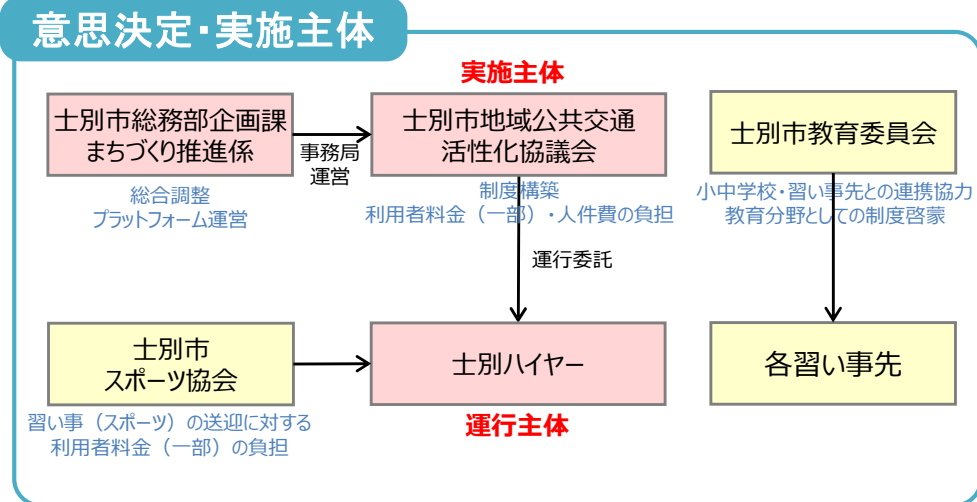 意思決定・実施主体
実施主体
士別市総務部企画課
まちづくり推進係
事務局
運営
士別市地域公共交通
活性化協議会
士別市教育委員会
総合調整
プラットフォーム運営
制度構築
利用者料金（一部）・人件費の負担
小中学校・習い事先との連携協力
教育分野としての制度啓蒙
運行委託
士別市
スポーツ協会
士別ハイヤー
各習い事先
習い事（スポーツ）の送迎に対する
利用者料金（一部）の負担
運行主体